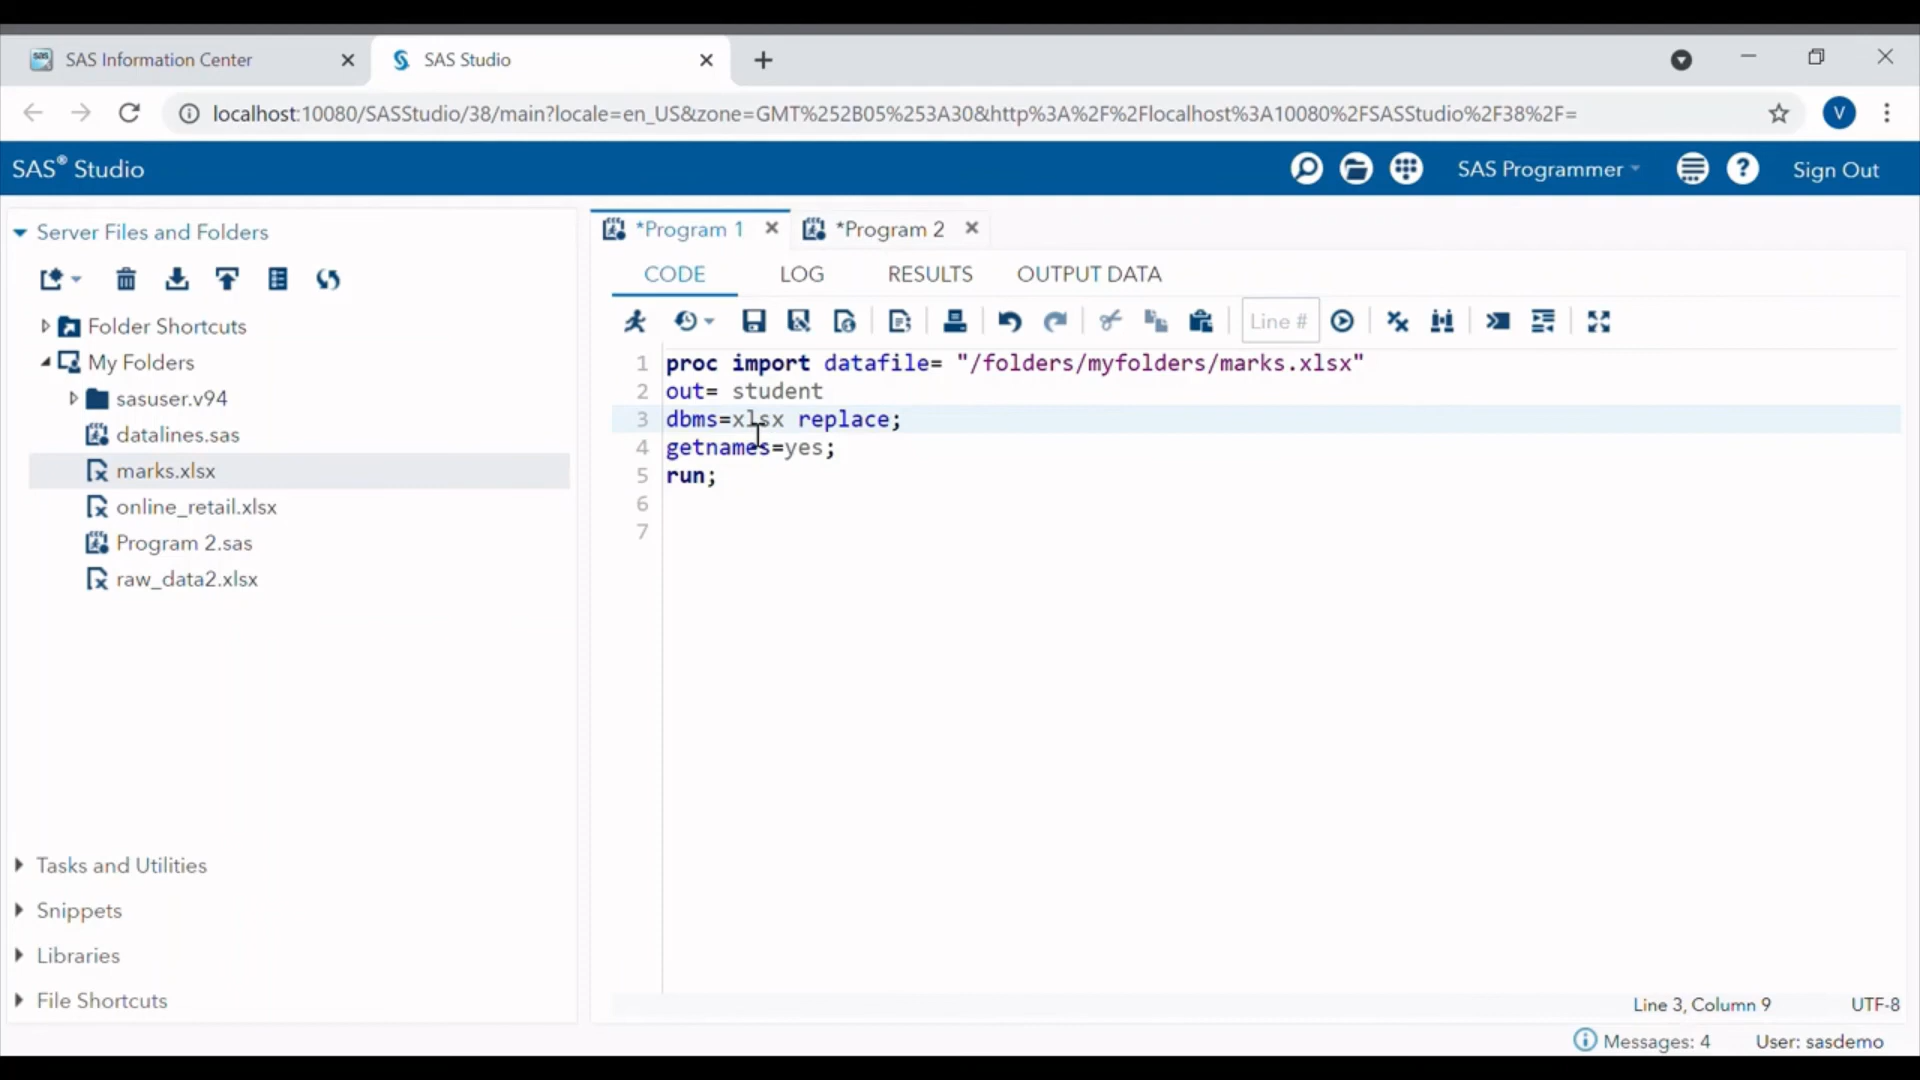 SAS Information Center
SAS Studio
localhost:10080/SASStudio/38/main?locale=en_US&zone=GMT%252B05%253A30&http%3A%2F%2Flocalhost%3A10080%2FSASStudio%2F38%2F=
V
SAS® Studio
SAS Programmer
Sign Out
Server Files and Folders
Folder Shortcuts
My Folders
sasuser.v94
datalines.sas
marks.xlsx
online_retail.xlsx
Program 2.sas
raw_data2.xlsx
Tasks and Utilities
Snippets
Libraries
File Shortcuts
*Program 1
*Program 2
CODE LOG RESULTS OUTPUT DATA
Line #
1 proc import datafile= "/folders/myfolders/marks.xlsx"
2 out= student
3 dbms=xlsx replace;
4 getnames=yes;
5 run;
6
7
Line 3, Column 9
UTF-8
Messages: 4
User: sasdemo